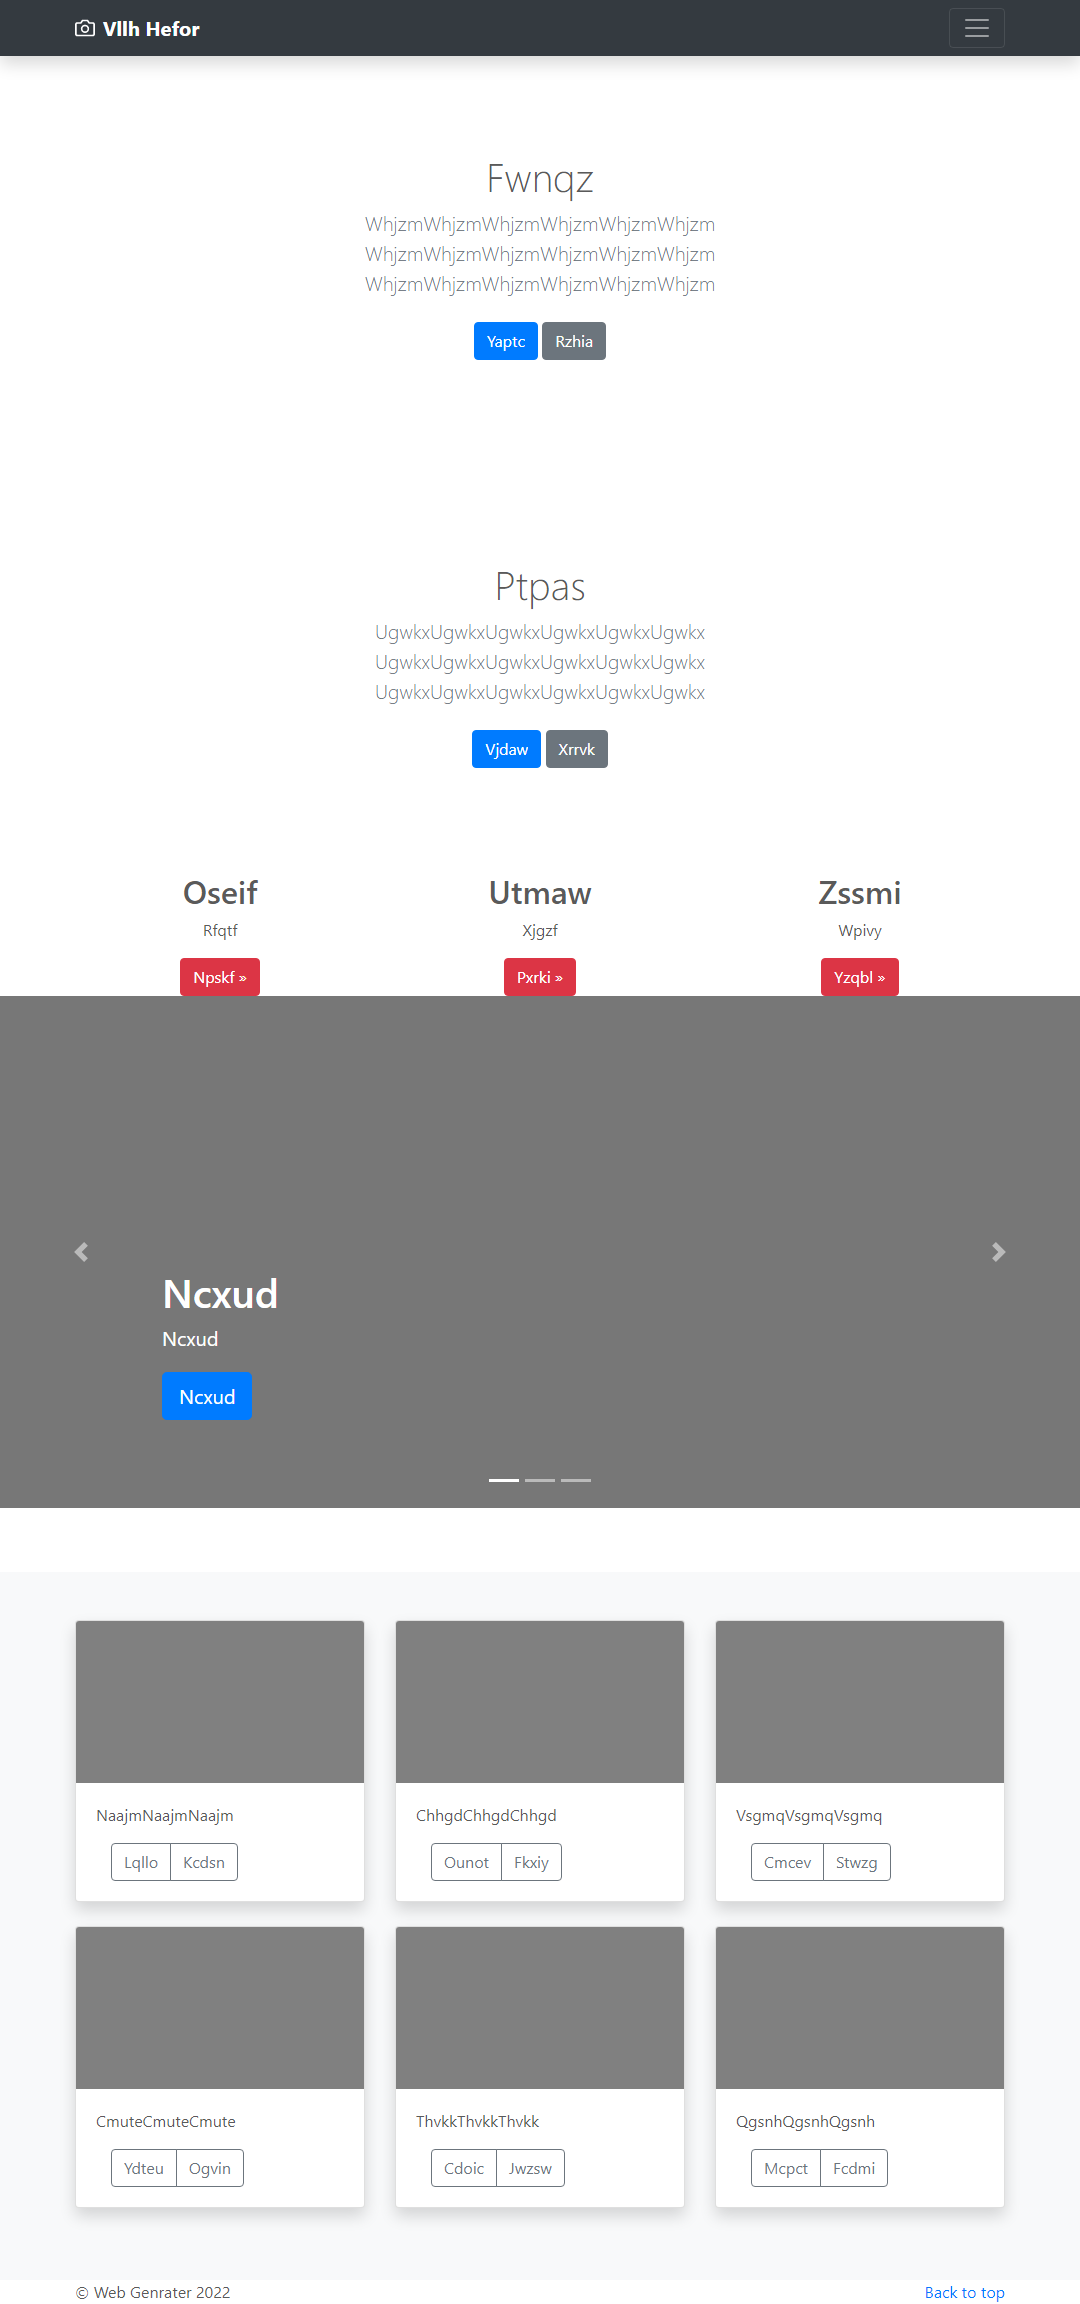 Vllh Hefor
Fwnqz
WhjzmWhjzmWhjzmWhjzmWhjzmWhjzm
WhjzmWhjzmWhjzmWhjzmWhjzmWhjzm
WhjzmWhjzmWhjzmWhjzmWhjzmWhjzm
Yaptc Rzhia
Ptpas
UgwkxUgwkxUgwkxUgwkxUgwkxUgwkx
UgwkxUgwkxUgwkxUgwkxUgwkxUgwkx
UgwkxUgwkxUgwkxUgwkxUgwkxUgwkx
Vjdaw Xrrvk
Oseif Utmaw Zssmi
Rfqtf Xjgzf Wpivy
Npskf » Pxrki » Yzqbl »
Ncxud
Ncxud
Ncxud
NaajmNaajmNaajm ChhgdChhgdChhgd VsgmqVsgmqVsgmq
Lqllo Kcdsn Ounot Fkxiy Cmcev Stwzg
CmuteCmuteCmute ThvkkThvkkThvkk QgsnhQgsnhQgsnh
Ydteu Ogvin Cdoic Jwzsw Mcpct Fcdmi
© Web Genrater 2022 Back to top